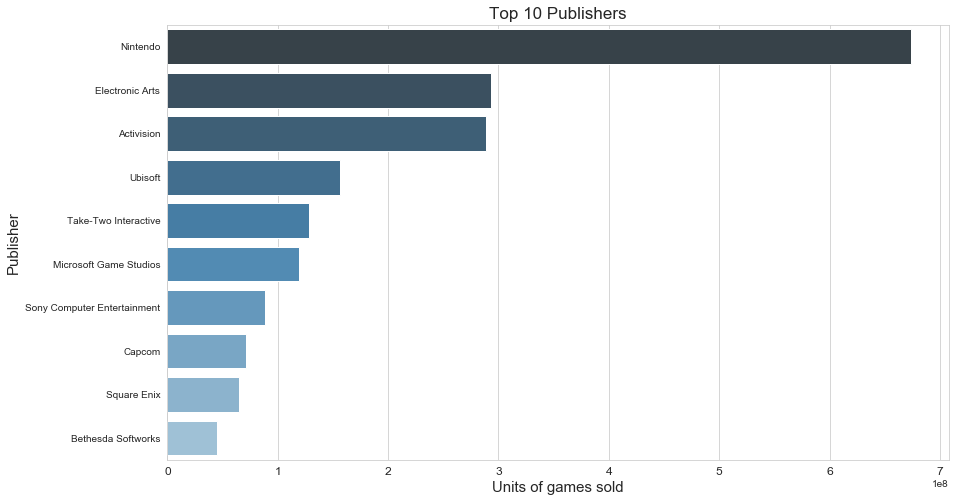 Top 10 Publishers
Publisher
Nintendo
Electronic Arts
Activision
Ubisoft
Take-Two Interactive
Microsoft Game Studios
Sony Computer Entertainment
Capcom
Square Enix
Bethesda Softworks
0 1 2 3 4 5 6 7
1e8
Units of games sold